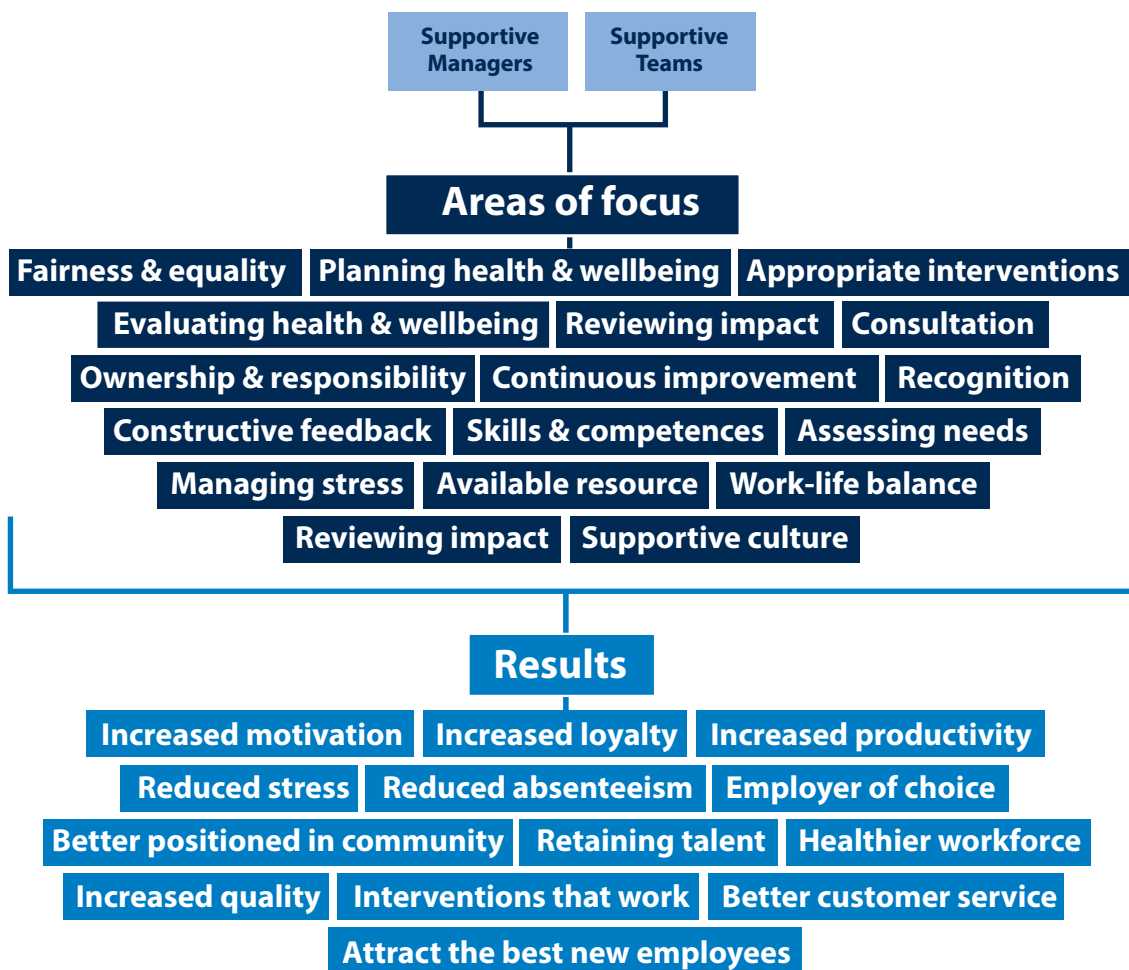 Supportive
Managers
Supportive
Teams
Areas of focus
Fairness & equality
Planning health & wellbeing
Appropriate interventions
Evaluating health & wellbeing
Reviewing impact
Consultation
Ownership & responsibility
Continuous improvement
Recognition
Constructive feedback
Skills & competences
Assessing needs
Managing stress
Available resource
Work-life balance
Reviewing impact
Supportive culture
Results
Increased motivation
Increased loyalty
Increased productivity
Reduced stress
Reduced absenteeism
Employer of choice
Better positioned in community
Retaining talent
Healthier workforce
Increased quality
Interventions that work
Better customer service
Attract the best new employees